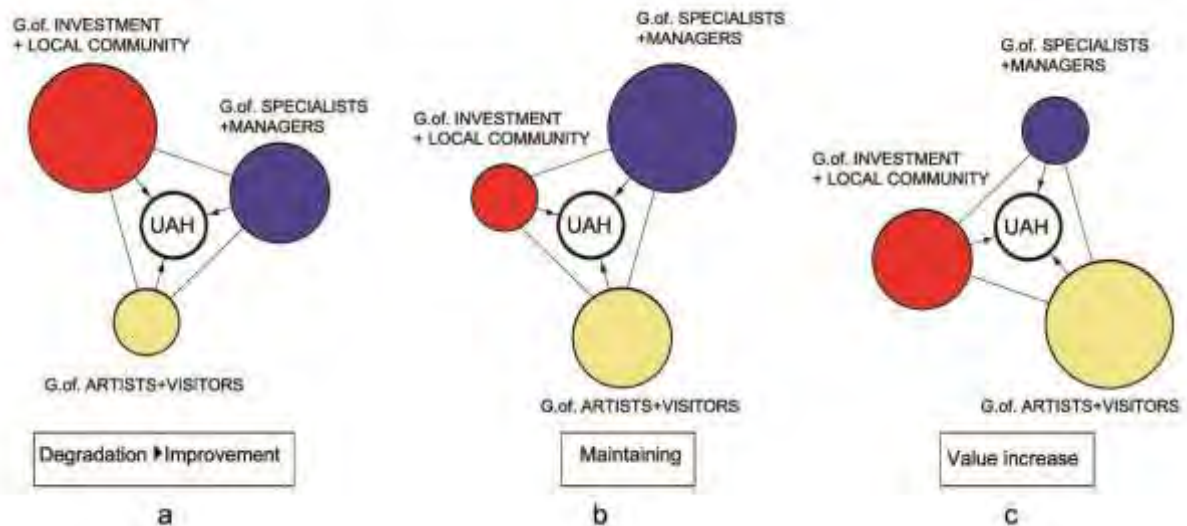 G.of. INVESTMENT
+ LOCAL COMMUNITY
G.of. SPECIALISTS
+MANAGERS
UAH
G.of. ARTISTS+VISITORS
Degradation ▶Improvement
a
G.of. SPECIALISTS
+MANAGERS
G.of. INVESTMENT
+ LOCAL COMMUNITY
UAH
G.of. ARTISTS+VISITORS
Maintaining
b
G.of. SPECIALISTS
+MANAGERS
G.of. INVESTMENT
+ LOCAL COMMUNITY
UAH
G.of. ARTISTS+VISITORS
Value increase
c